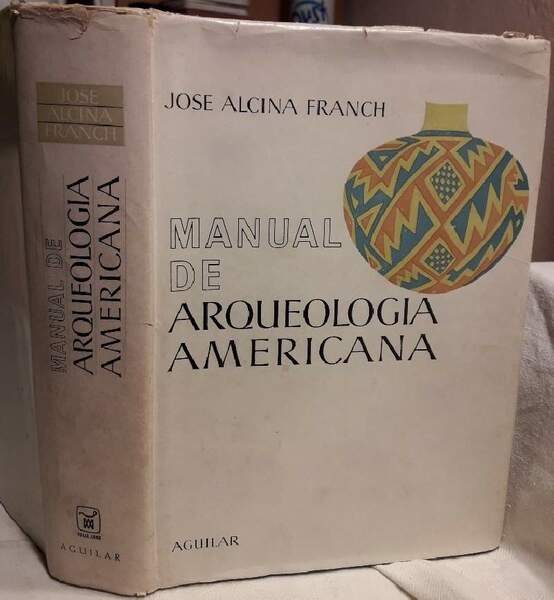 JOSE
ALCINA
FRANCH
MANUAL DE
ARQUEOLOGIA
AMERICANA
AGUILAR
JOSE ALCINA FRANCH
MANUAL
DE
ARQUEOLOGIA
AMERICANA
AGUILAR